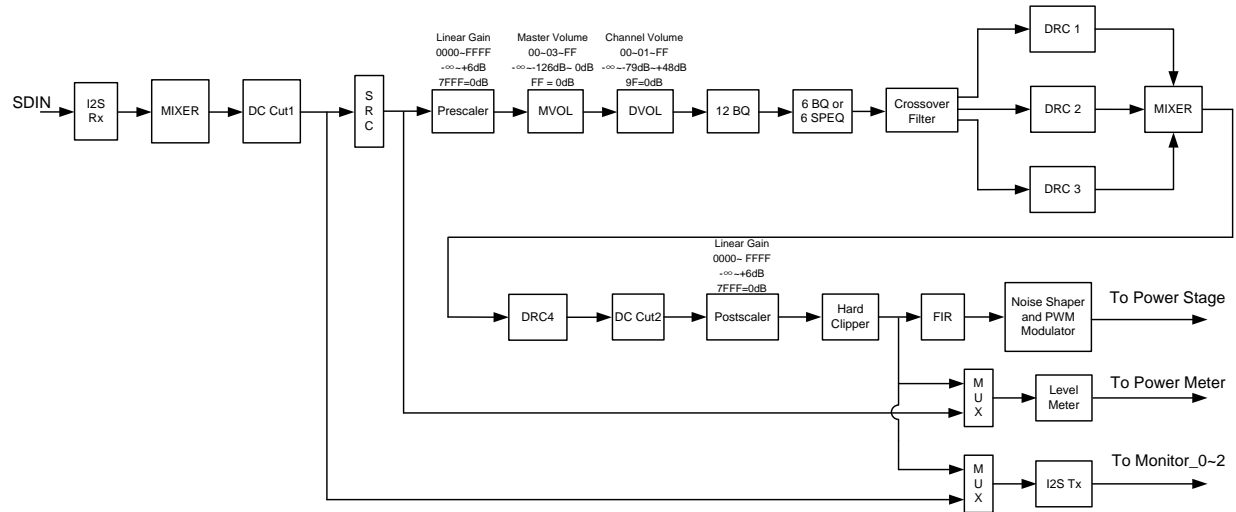 Linear Gain
0000~FFFF
-∞~+6dB
7FFF=0dB
Master Volume
00~03~FF
-∞~-126dB~ 0dB
FF = 0dB
Channel Volume
00~01~FF
-∞~-79dB~+48dB
9F=0dB
SDIN
I2S
Rx
MIXER
DC Cut1
S
R
C
Prescaler
MVOL
DVOL
12 BQ
6 BQ or
6 SPEQ
Crossover
Filter
DRC 1
DRC 2
DRC 3
MIXER
Linear Gain
0000~ FFFF
-∞~+6dB
7FFF=0dB
DRC4
DC Cut2
Postscaler
Hard
Clipper
FIR
Noise Shaper
and PWM
Modulator
To Power Stage
M
U
X
Level
Meter
To Power Meter
M
U
X
I2S Tx
To Monitor_0~2